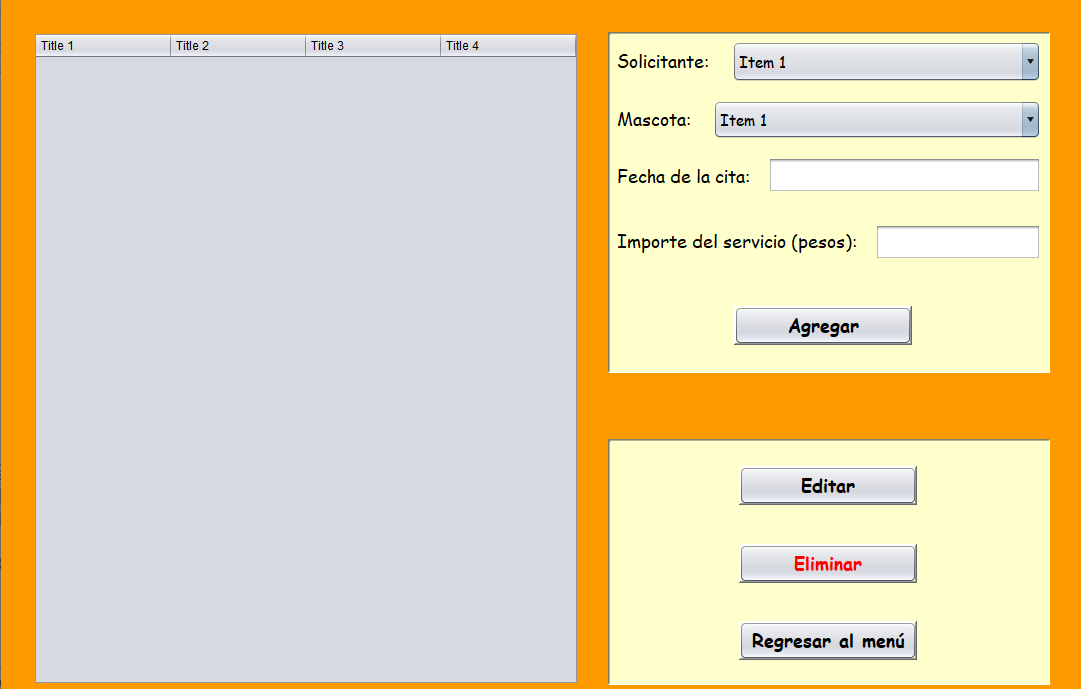 Title 1 Title 2 Title 3 Title 4
Solicitante: Item 1
Mascota: Item 1
Fecha de la cita:
Importe del servicio (pesos):
Agregar
Editar
Eliminar
Regresar al menú